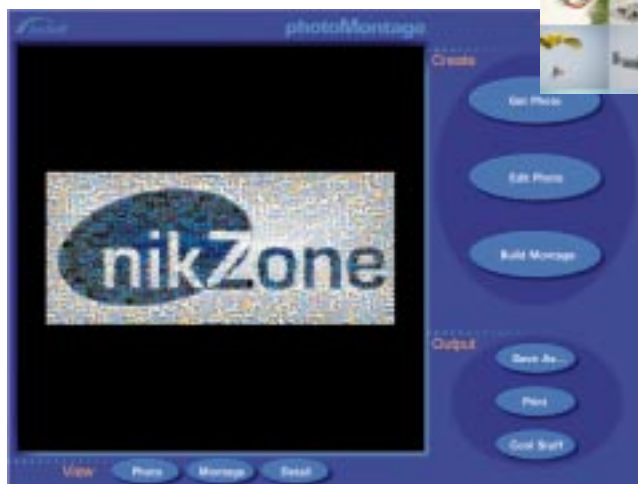 photoMontage
Create
Get Photo
Edit Photo
Build Montage
nikZone
Output
Save As...
Print
Cool Stuff
View
Photo
Montage
Detail